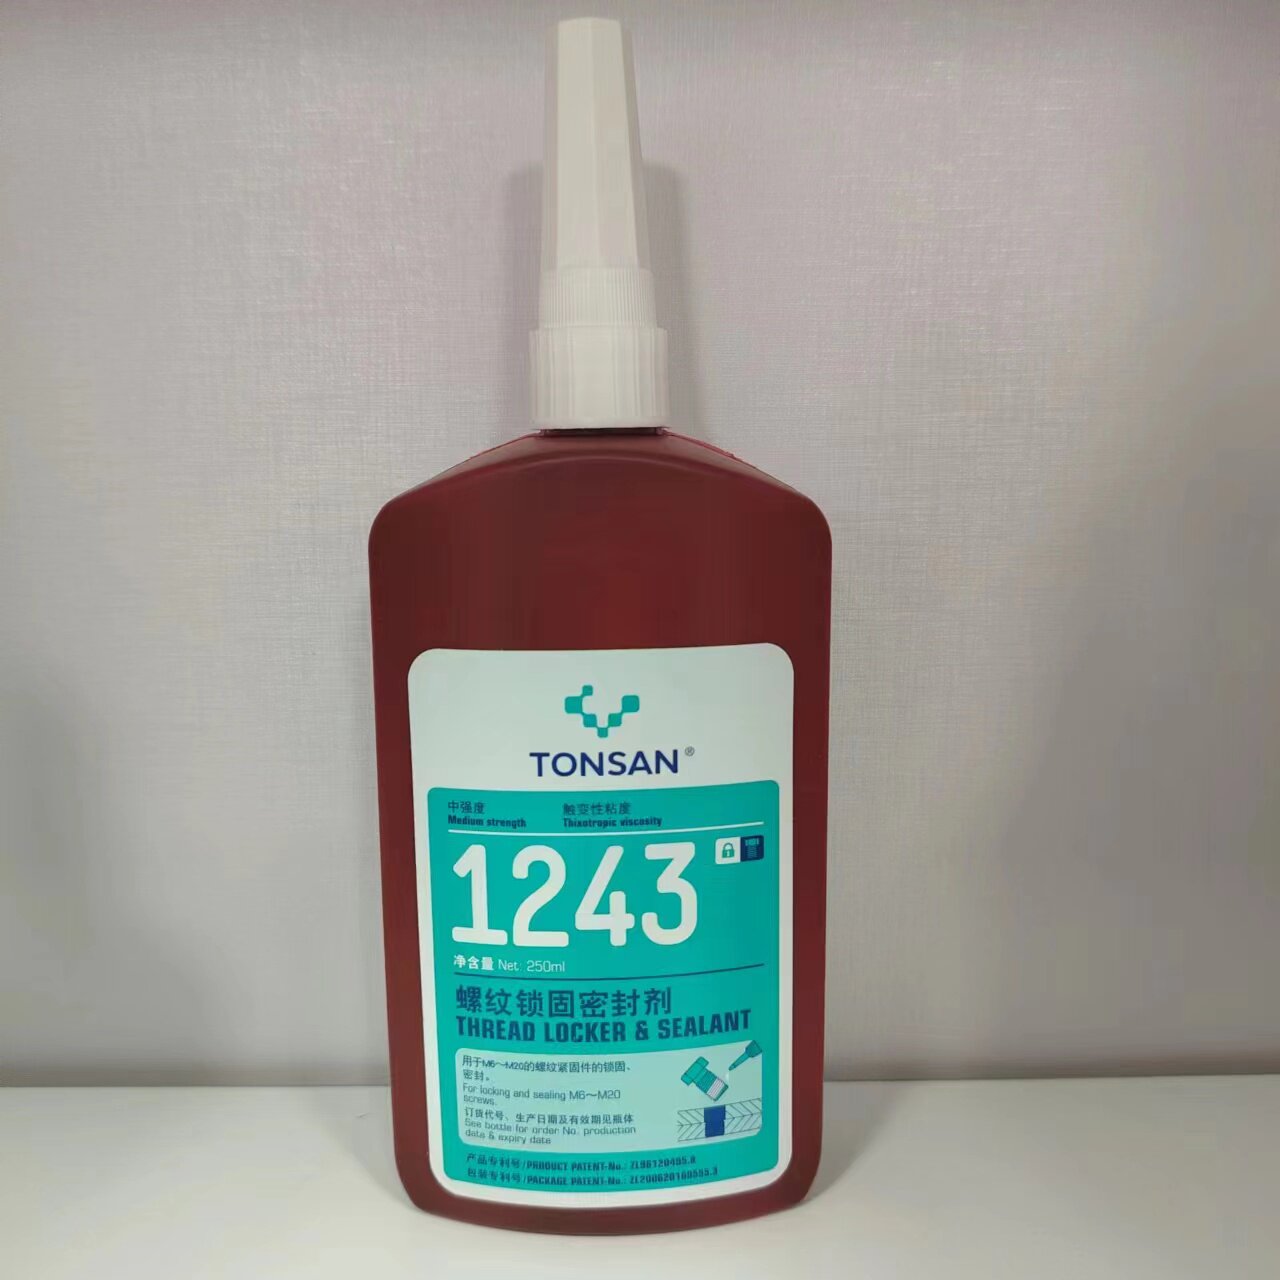 TONSAN®
中强度 触变性粘度
Medium strength Thixotropic viscosity
1243
净含量 Net: 250ml
螺纹锁固密封剂
THREAD LOCKER & SEALANT
用于M6～M20的螺纹紧固件的锁固、
密封。
For locking and sealing M6～M20
screws.
订货代号、生产日期及有效期见瓶体
See bottle for order No. production
date & expiry date
产品专利号/PRODUCT PATENT-No.: ZL96120495.8
包装专利号/PACKAGE PATENT-No.: